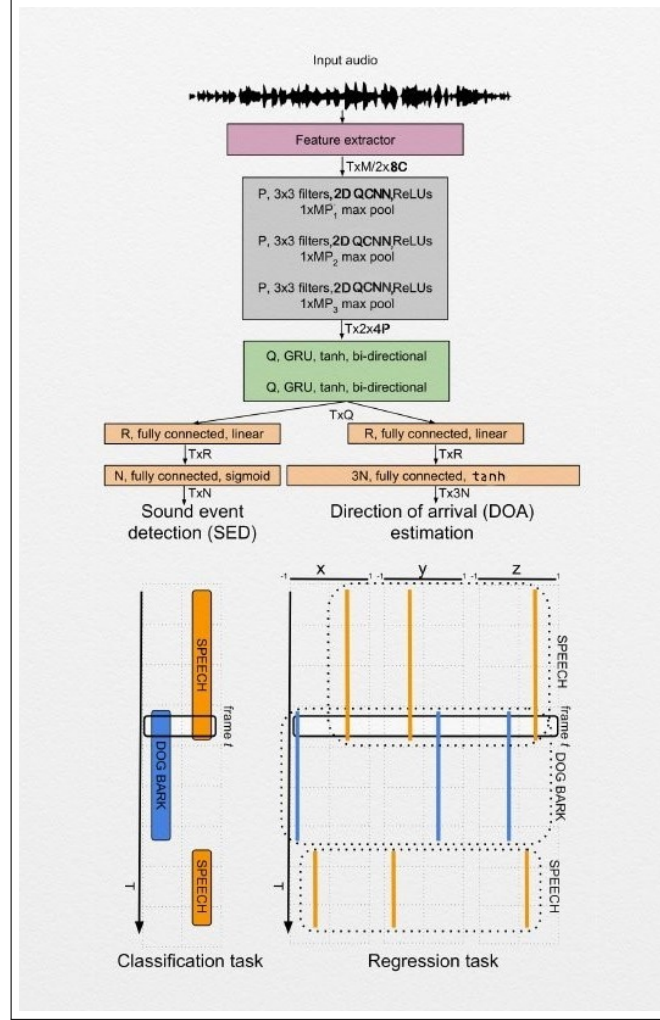 Input audio
Feature extractor
TxM/2x8C
P, 3x3 filters,2D QCNN,ReLUs
1xMP1 max pool
P, 3x3 filters,2D QCNN,ReLUs
1xMP2 max pool
P, 3x3 filters,2D QCNN,ReLUs
1xMP3 max pool
Tx2x4P
Q, GRU, tanh, bi-directional
Q, GRU, tanh, bi-directional
TxQ
R, fully connected, linear
R, fully connected, linear
TxR
TxR
N, fully connected, sigmoid
3N, fully connected, tanh
TxN
Tx3N
Sound event
detection (SED)
Direction of arrival (DOA)
estimation
-1 x 1 -1 y 1 -1 z 1
SPEECH
SPEECH
frame t
frame t
DOG BARK
DOG BARK
SPEECH
SPEECH
T
T
Classification task
Regression task